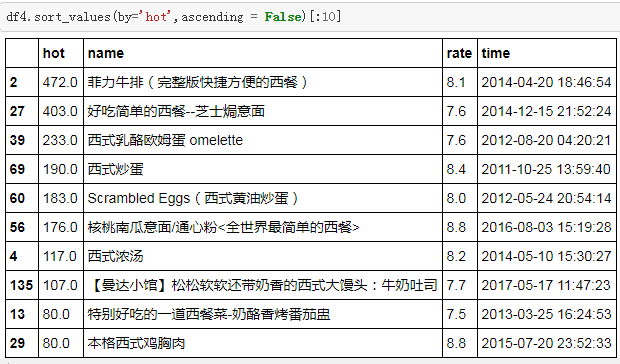 df4.sort_values(by='hot',ascending = False)[:10]
hot name rate time
2 472.0 菲力牛排（完整版快捷方便的西餐） 8.1 2014-04-20 18:46:54
27 403.0 好吃简单的西餐--芝士焗意面 7.6 2014-12-15 21:52:24
39 233.0 西式乳酪欧姆蛋 omelette 7.6 2012-08-20 04:20:21
69 190.0 西式炒蛋 8.4 2011-10-25 13:59:40
60 183.0 Scrambled Eggs（西式黄油炒蛋） 8.0 2012-05-24 20:54:14
56 176.0 核桃南瓜意面/通心粉<全世界最简单的西餐> 8.8 2016-08-03 15:19:28
4 117.0 西式浓汤 8.2 2014-05-10 15:30:27
135 107.0 【曼达小馆】松松软软还带奶香的西式大馒头：牛奶吐司 7.7 2017-05-17 11:47:23
13 80.0 特别好吃的一道西餐菜-奶酪香烤番茄盅 7.5 2013-03-25 16:24:53
29 80.0 本格西式鸡胸肉 8.8 2015-07-20 23:52:33